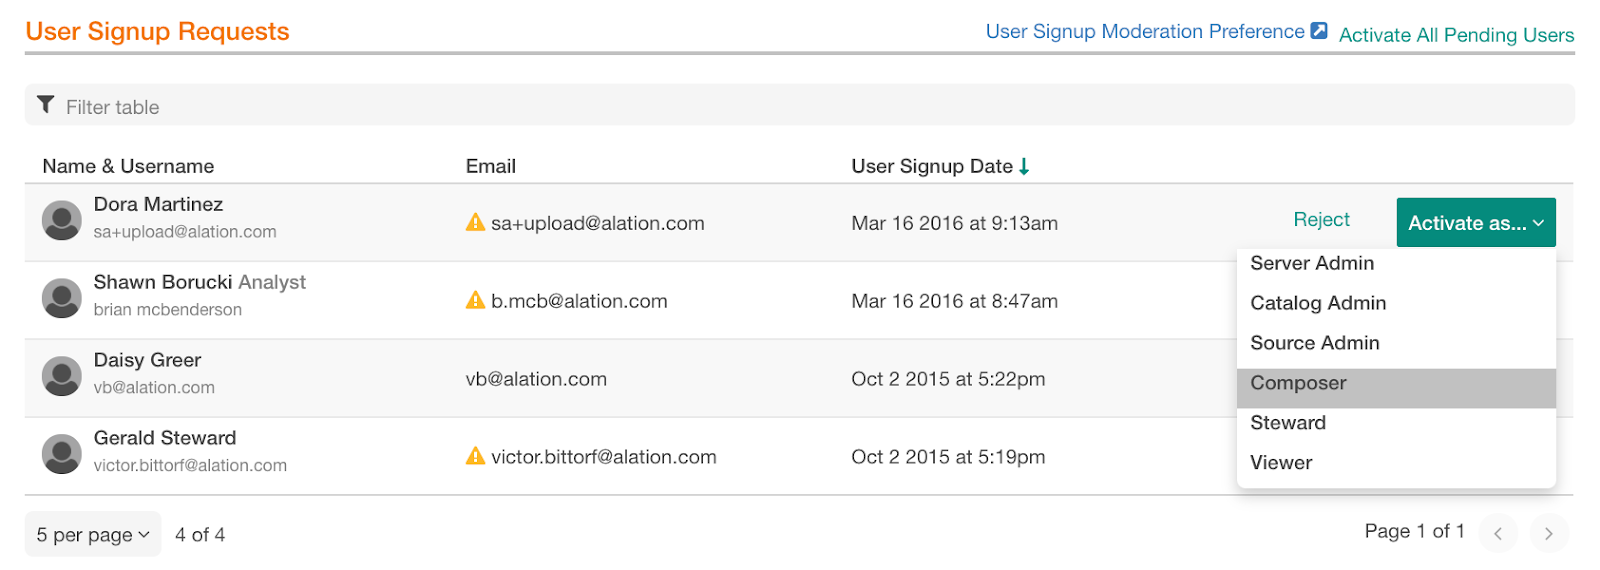 User Signup Requests
User Signup Moderation Preference
Activate All Pending Users
Filter table
Name & Username
Email
User Signup Date
Dora Martinez
sa+upload@alation.com
sa+upload@alation.com
Mar 16 2016 at 9:13am
Reject
Activate as...
Shawn Borucki Analyst
brian mcbenderson
b.mcb@alation.com
Mar 16 2016 at 8:47am
Daisy Greer
vb@alation.com
vb@alation.com
Oct 2 2015 at 5:22pm
Gerald Steward
victor.bittorf@alation.com
victor.bittorf@alation.com
Oct 2 2015 at 5:19pm
Server Admin
Catalog Admin
Source Admin
Composer
Steward
Viewer
5 per page
4 of 4
Page 1 of 1